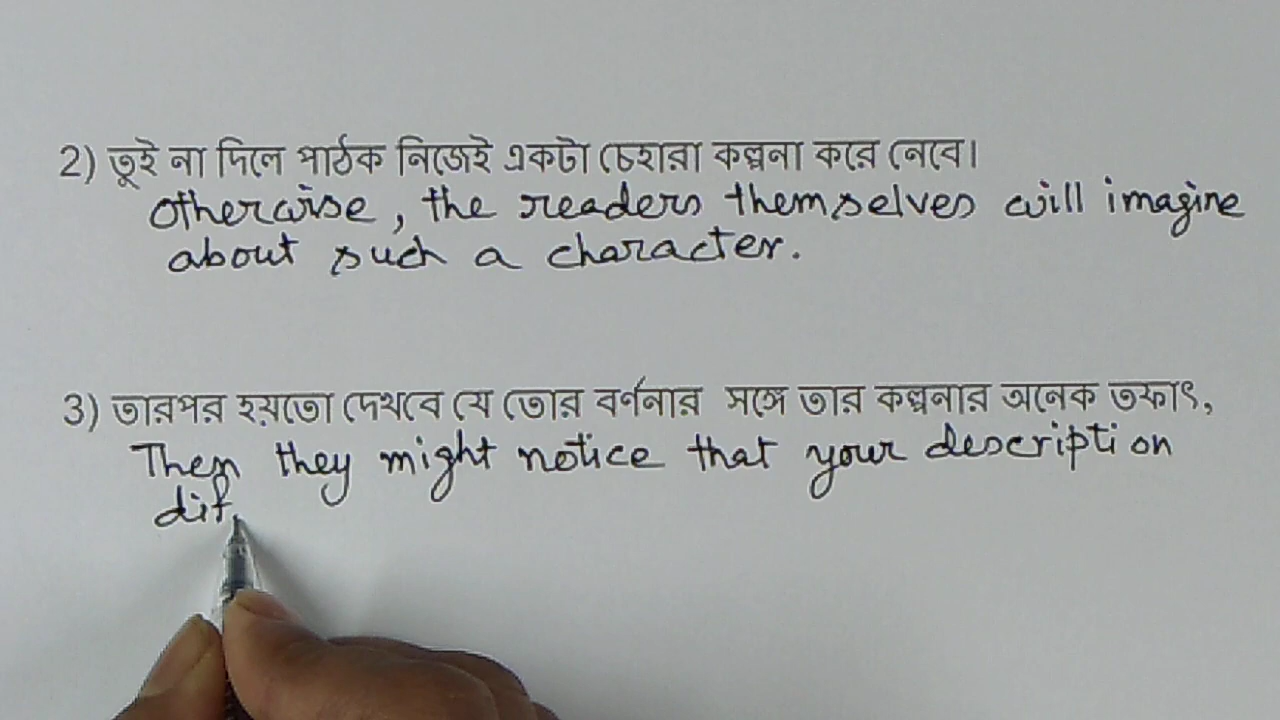 2) তুই না দিলে পাঠক নিজেই একটা চেহারা কল্পনা করে নেবে।
Otherwise, the readers themselves will imagine
about such a character.
3) তারপর হয়তো দেখবে যে তোর বর্ণনার সঙ্গে তার কল্পনার অনেক তফাৎ,
Then they might notice that your description
dif